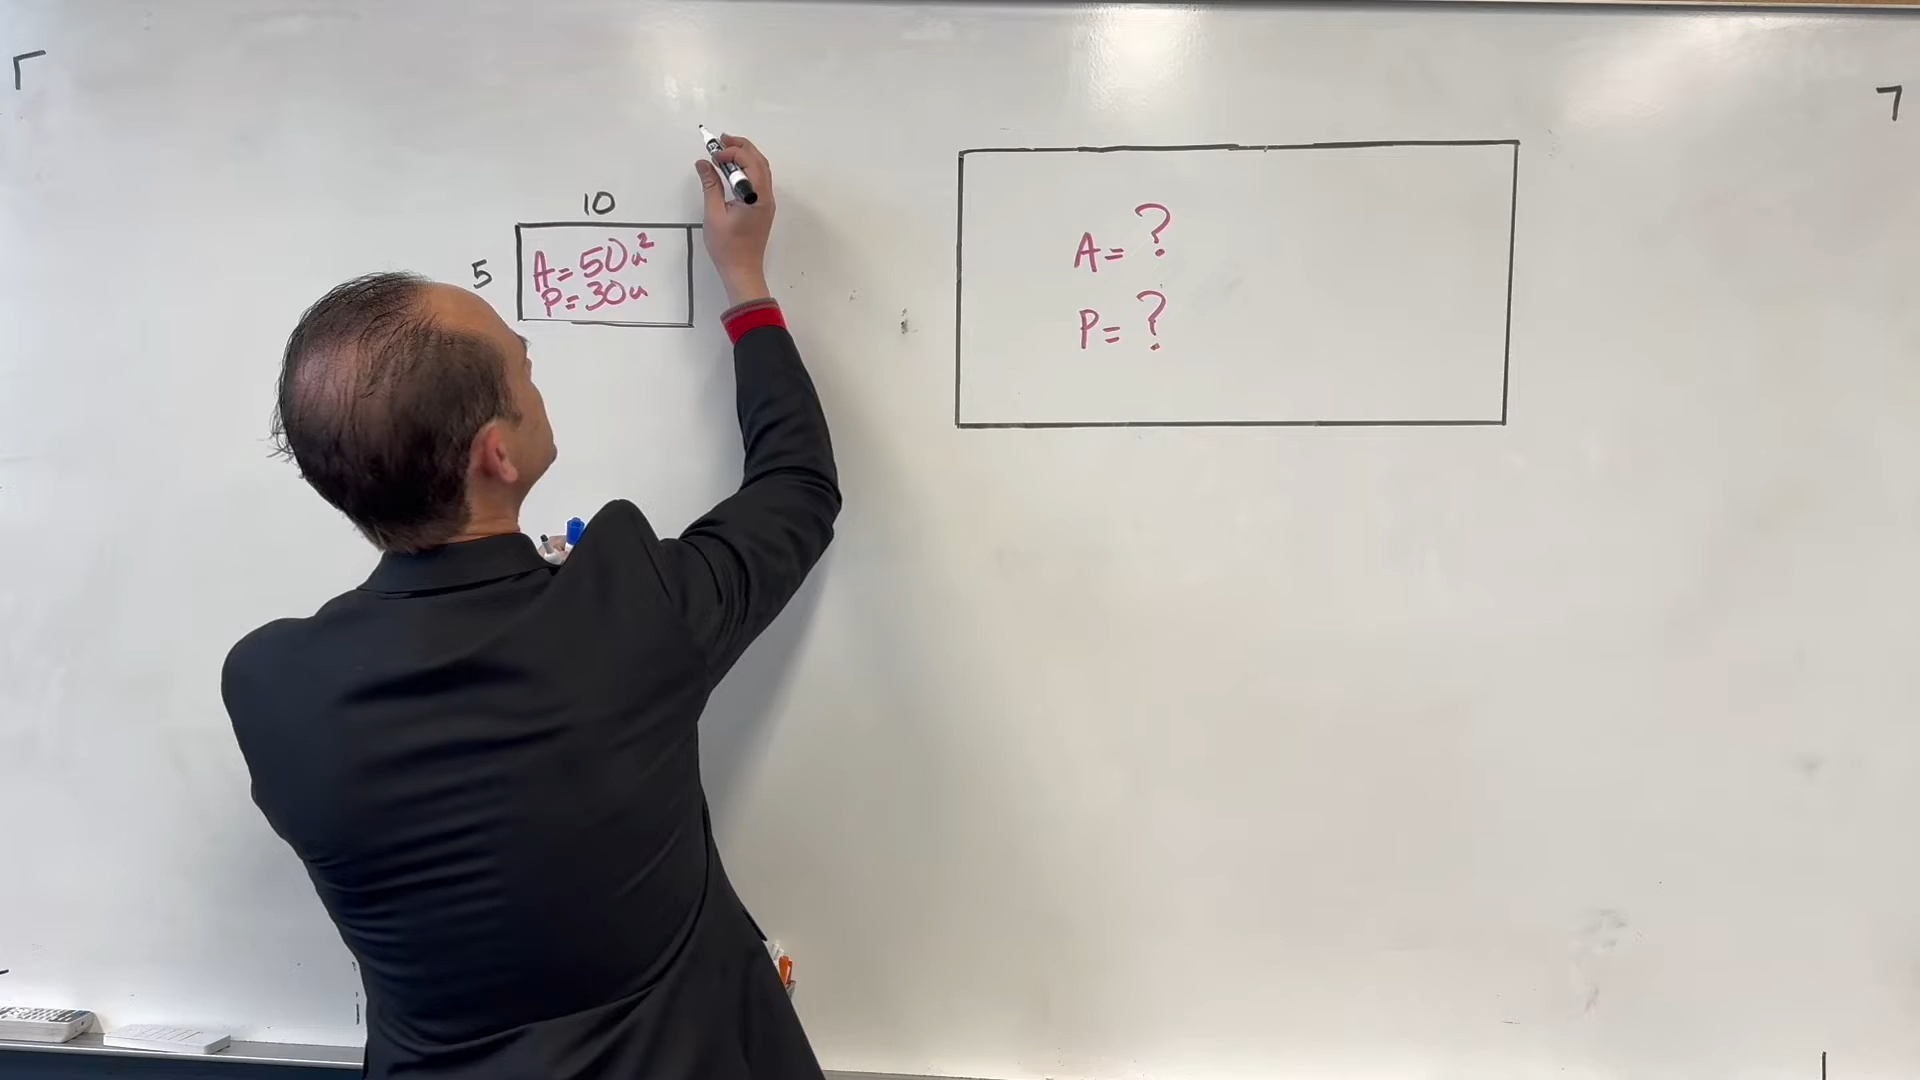 10
5
A = 50u²
P = 30u
A = ?
P = ?